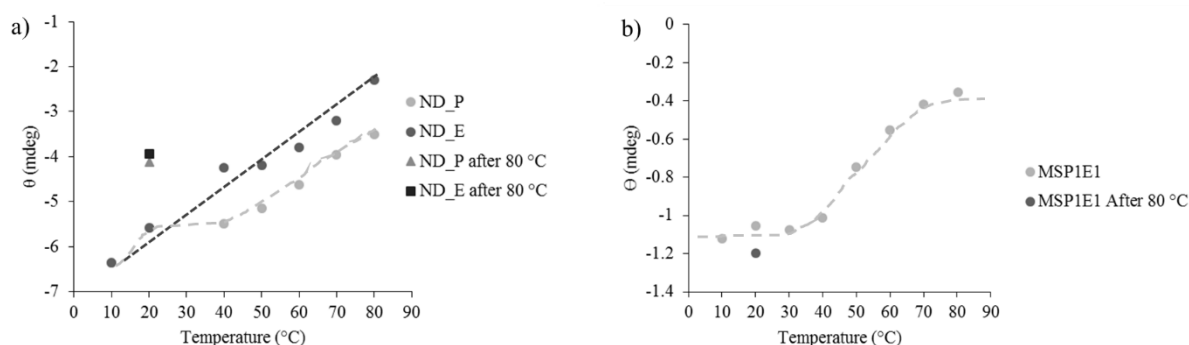 a)
-1
-2
-3
-4
-5
-6
-7
θ (mdeg)
0 10 20 30 40 50 60 70 80 90
Temperature (°C)
ND_P
ND_E
ND_P after 80 °C
ND_E after 80 °C
b)
0
-0.2
-0.4
-0.6
-0.8
-1
-1.2
-1.4
Θ (mdeg)
0 10 20 30 40 50 60 70 80 90
Temperature (°C)
MSP1E1
MSP1E1 After 80 °C